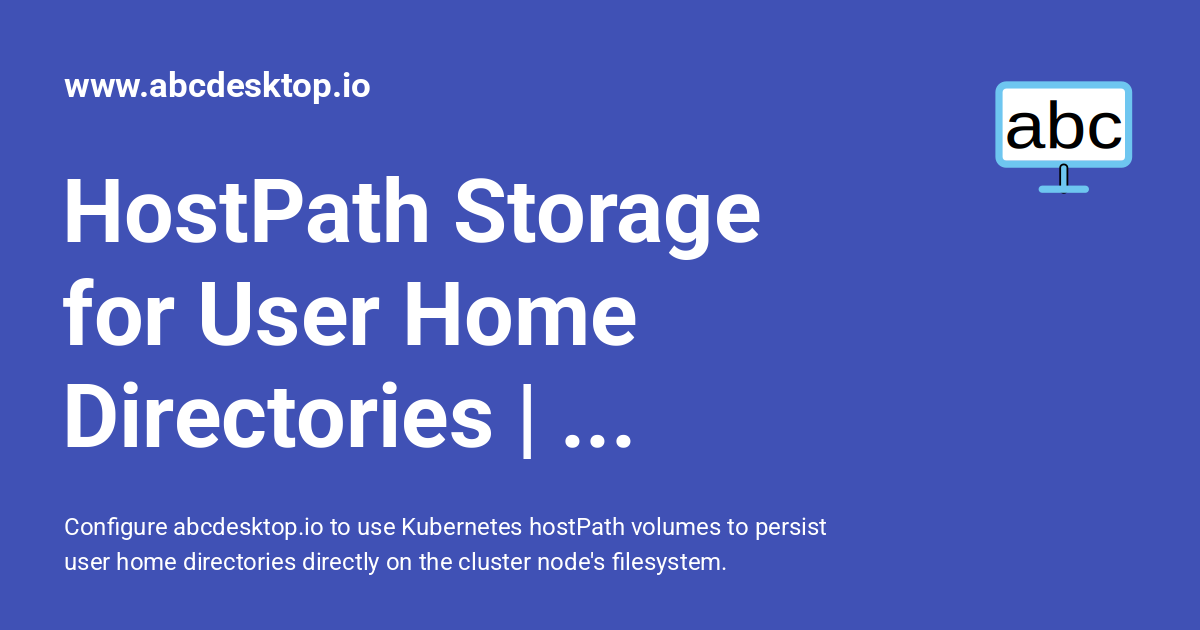 www.abcdesktop.io
abc
HostPath Storage
for User Home
Directories | ...
Configure abcdesktop.io to use Kubernetes hostPath volumes to persist
user home directories directly on the cluster node's filesystem.